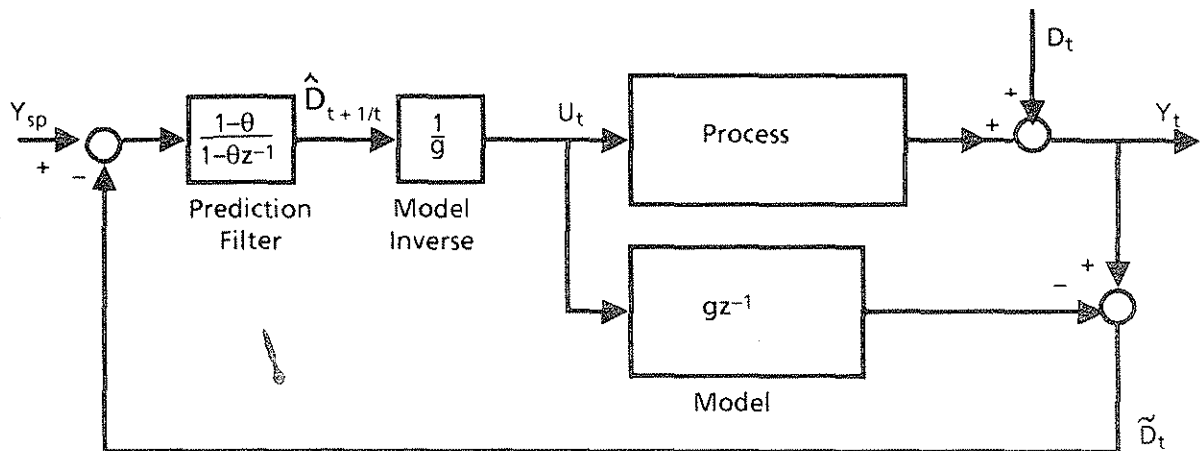 D_t
Y_sp
+
-
1-θ
1-θz⁻¹
D̂_t + 1/t
1
g
U_t
Process
+
+
Y_t
Prediction
Filter
Model
Inverse
gz⁻¹
-
+
Model
D̃_t